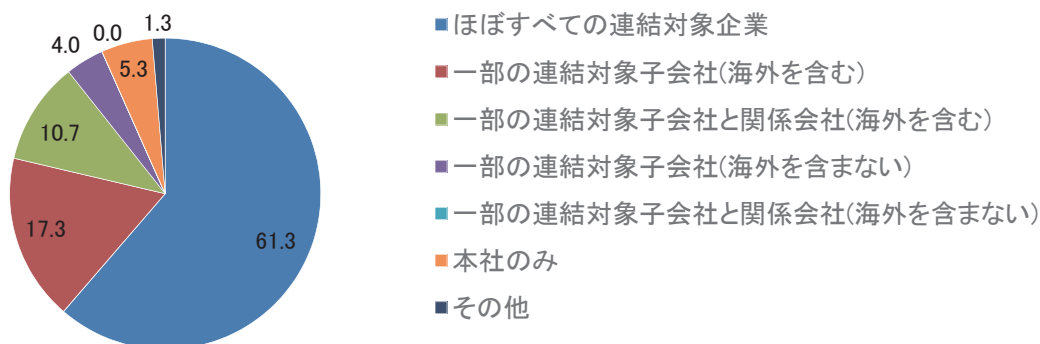 1.3
0.0
4.0
5.3
10.7
17.3
61.3
ほぼすべての連結対象企業
一部の連結対象子会社(海外を含む)
一部の連結対象子会社と関係会社(海外を含む)
一部の連結対象子会社(海外を含まない)
一部の連結対象子会社と関係会社(海外を含まない)
本社のみ
その他